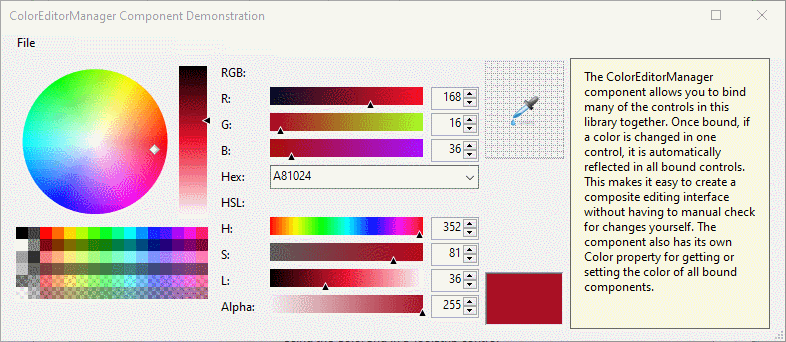 ColorEditorManager Component Demonstration
File
RGB:
R: 168
G: 16
B: 36
Hex: A81024
HSL:
H: 352
S: 81
L: 36
Alpha: 255
The ColorEditorManager
component allows you to bind
many of the controls in this
library together. Once bound, if
a color is changed in one
control, it is automatically
reflected in all bound controls.
This makes it easy to create a
composite editing interface
without having to manual check
for changes yourself. The
component also has its own
Color property for getting or
setting the color of all bound
components.